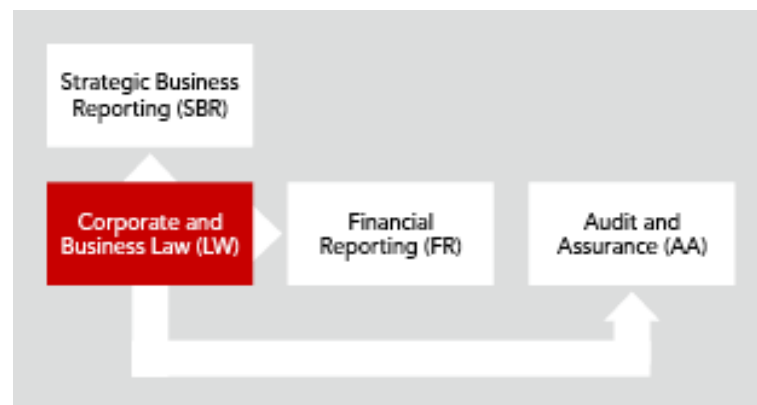 Strategic Business
Reporting (SBR)
Corporate and
Business Law (LW)
Financial
Reporting (FR)
Audit and
Assurance (AA)